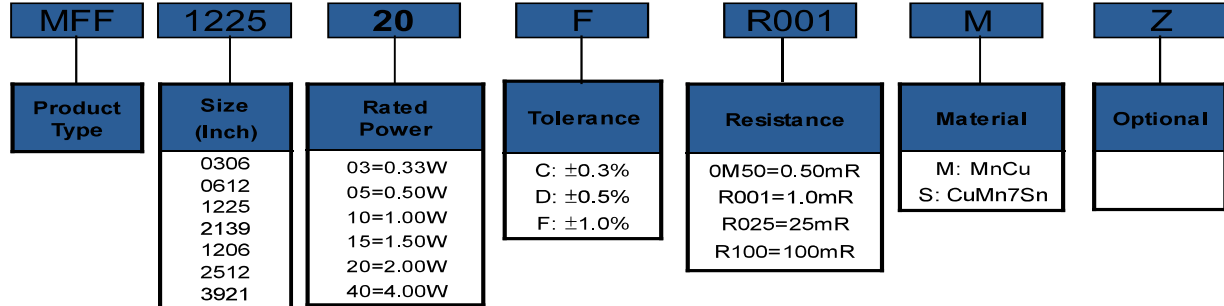 MFF 1225 20 F R001 M Z
Product Type
Size (Inch)
Rated Power
Tolerance
Resistance
Material
Optional
0306
0612
1225
2139
1206
2512
3921
03=0.33W
05=0.50W
10=1.00W
15=1.50W
20=2.00W
40=4.00W
C: ±0.3%
D: ±0.5%
F: ±1.0%
0M50=0.50mR
R001=1.0mR
R025=25mR
R100=100mR
M: MnCu
S: CuMn7Sn